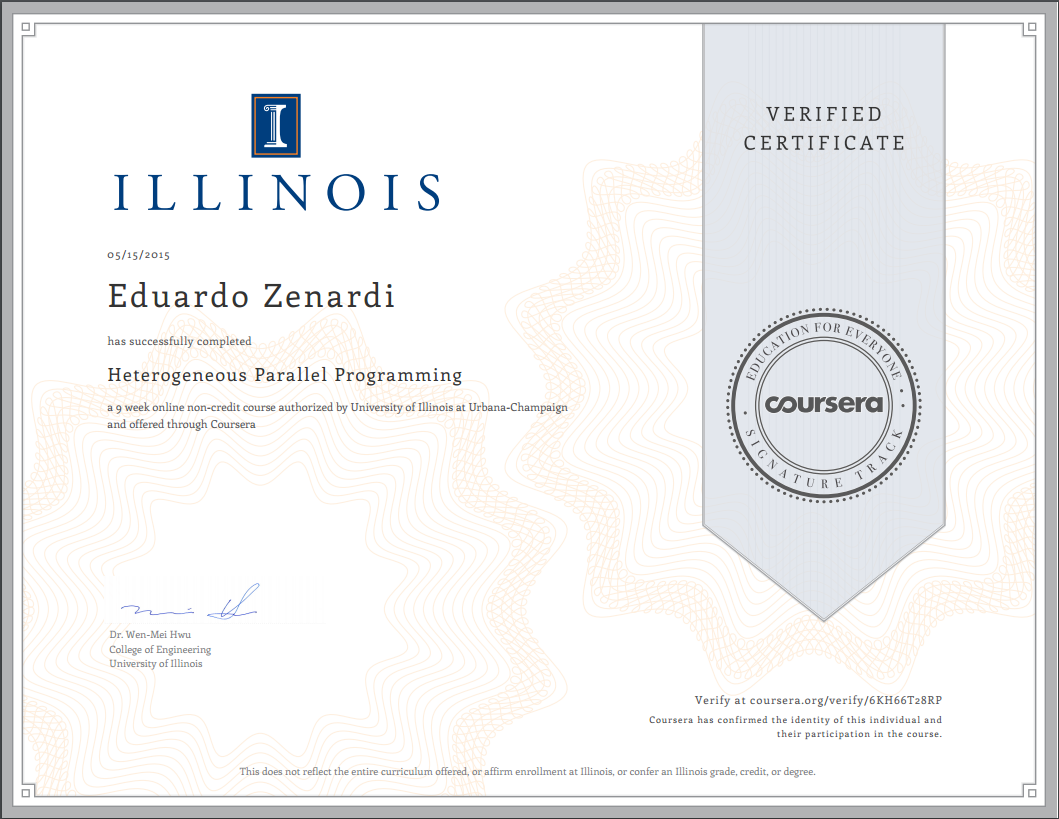 I
ILLINOIS
05/15/2015
Eduardo Zenardi
has successfully completed
Heterogeneous Parallel Programming
a 9 week online non-credit course authorized by University of Illinois at Urbana-Champaign
and offered through Coursera
Dr. Wen-Mei Hwu
College of Engineering
University of Illinois
VERIFIED
CERTIFICATE
EDUCATION FOR EVERYONE
coursera
SIGNATURE TRACK
Verify at coursera.org/verify/6KH66T28RP
Coursera has confirmed the identity of this individual and
their participation in the course.
This does not reflect the entire curriculum offered, or affirm enrollment at Illinois, or confer an Illinois grade, credit, or degree.